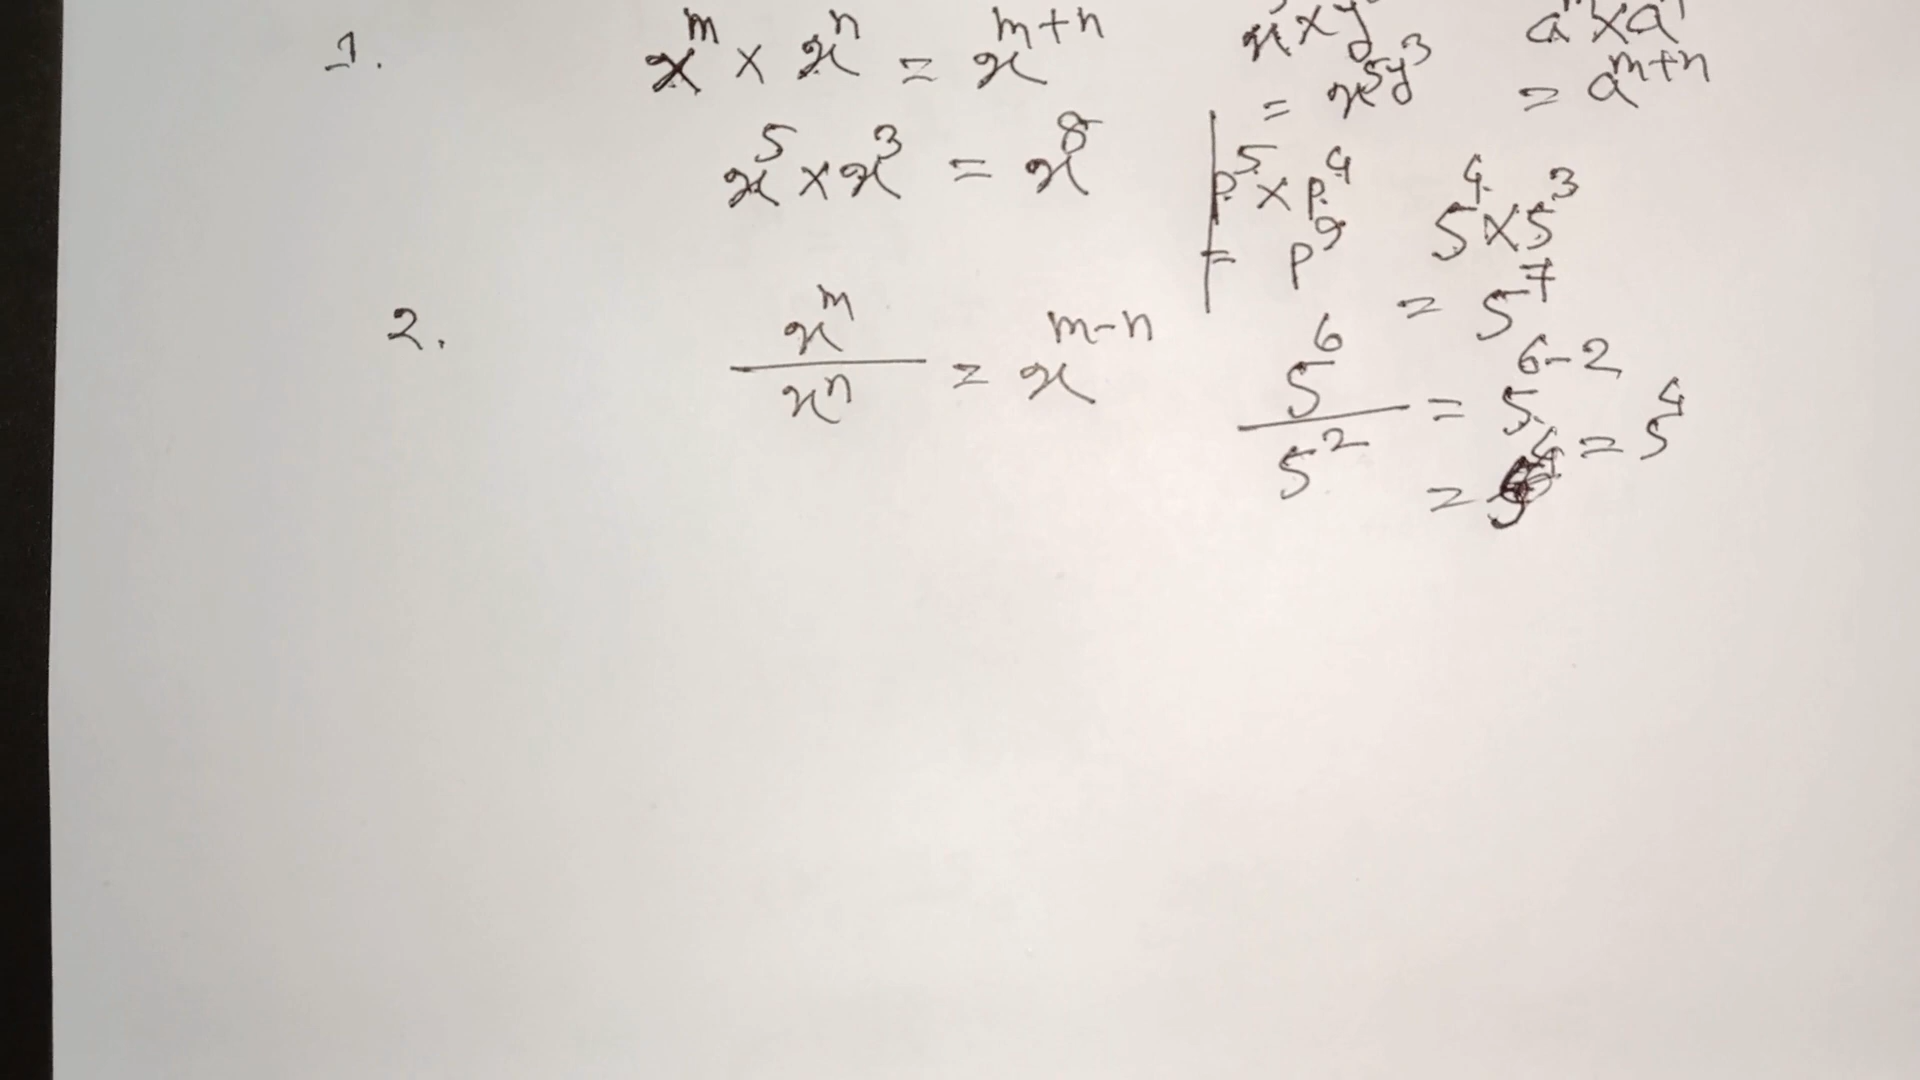 1. x^m × x^n = x^{m+n}
x^5 × x^3 = x^8
= x^5y^3
= a^{m+n}
p^5 × p^4
= p^9
5^4 × 5^3
= 5^7
2. x^m / x^n = x^{m-n}
5^6 / 5^2 = 5^{6-2}
= 5^4